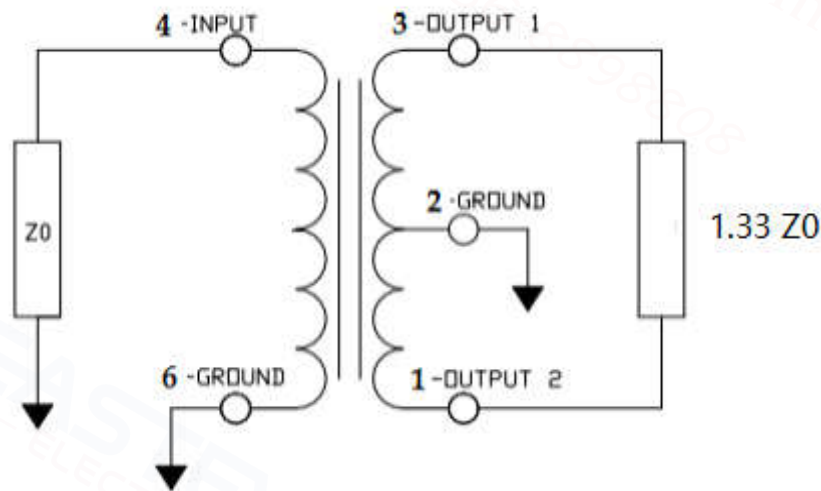 4 -INPUT
3 -OUTPUT 1
Z0
2 -GROUND
1.33 Z0
6 -GROUND
1 -OUTPUT 2